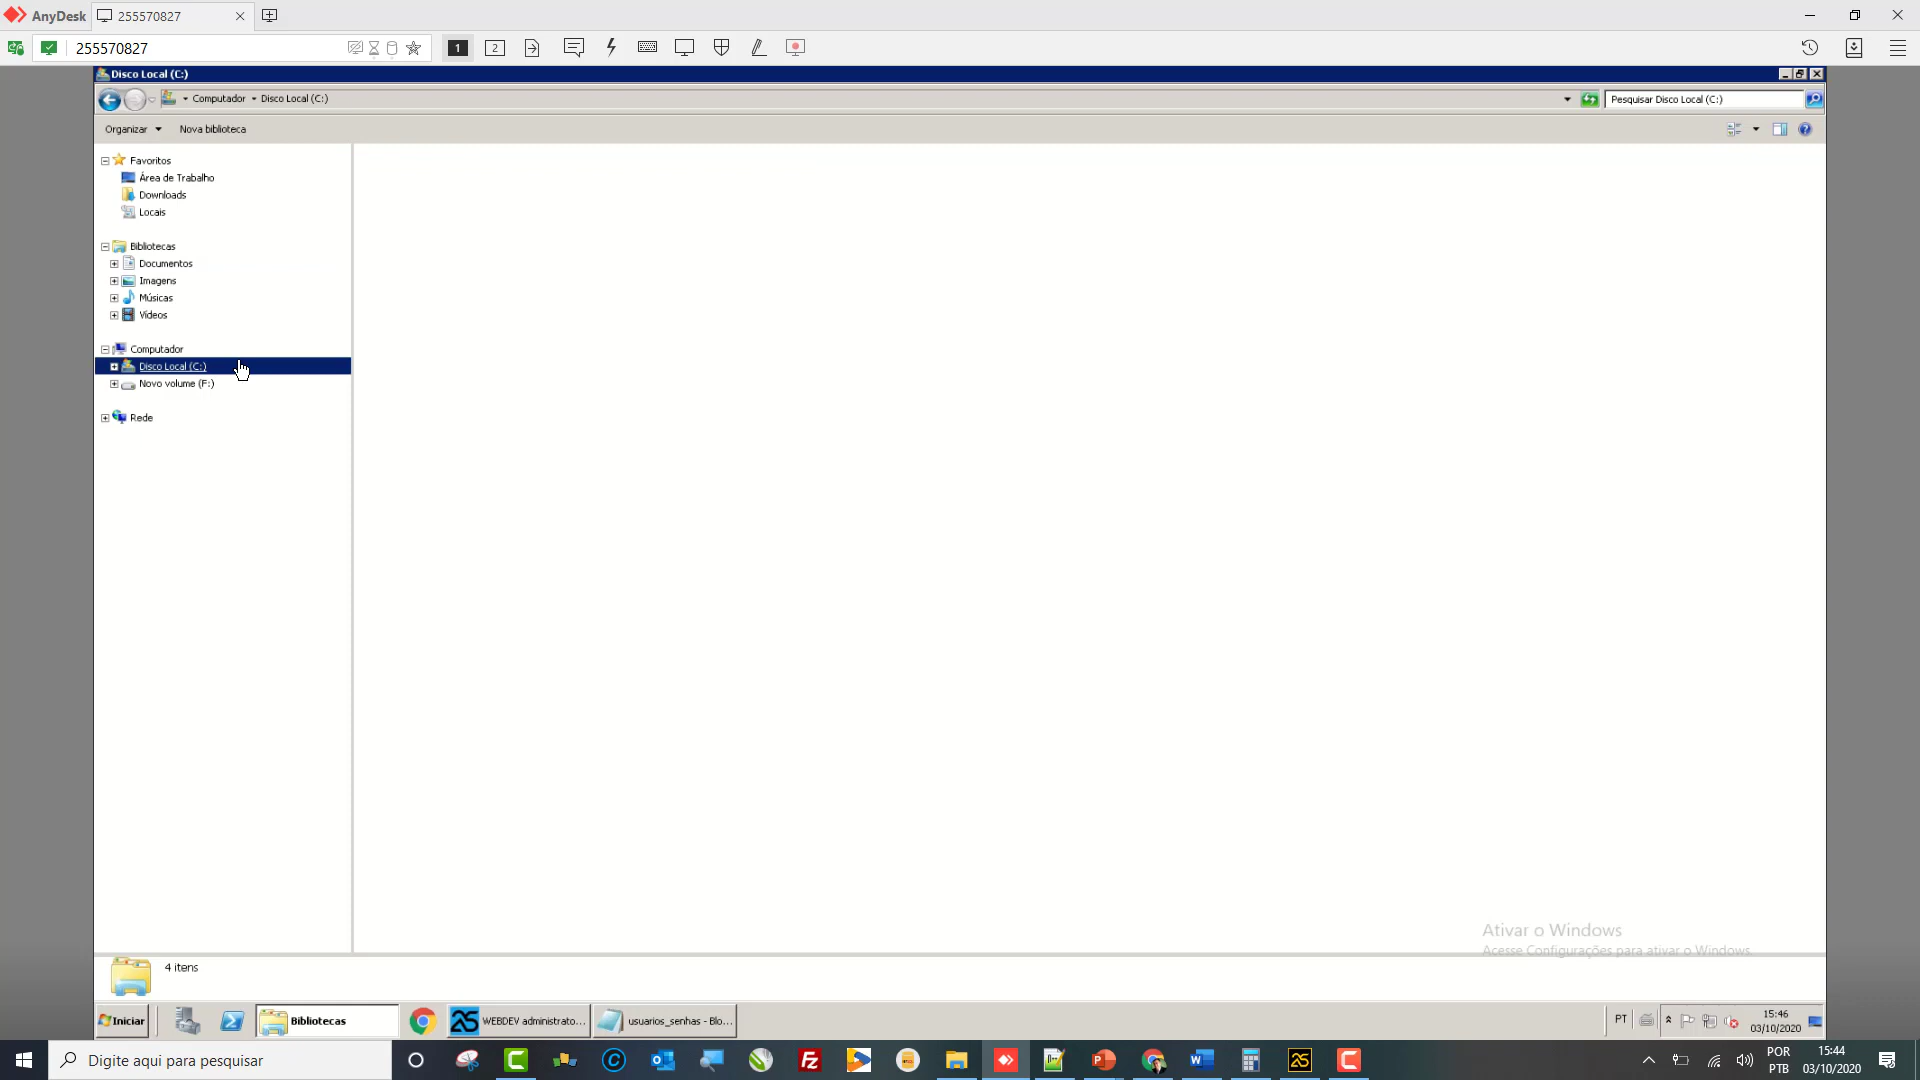 AnyDesk
255570827
255570827
1
2
Disco Local (C:)
Computador
Disco Local (C:)
Pesquisar Disco Local (C:)
Organizar
Nova biblioteca
Favoritos
Área de Trabalho
Downloads
Locais
Bibliotecas
Documentos
Imagens
Músicas
Vídeos
Computador
Disco Local (C:)
Novo volume (F:)
Rede
Ativar o Windows
Acesse Configurações para ativar o Windows.
4 itens
Iniciar
Bibliotecas
25
WEBDEV administrato...
usuarios_senhas - Blo...
PT
15:46
03/10/2020
Digite aqui para pesquisar
POR
PTB
15:44
03/10/2020